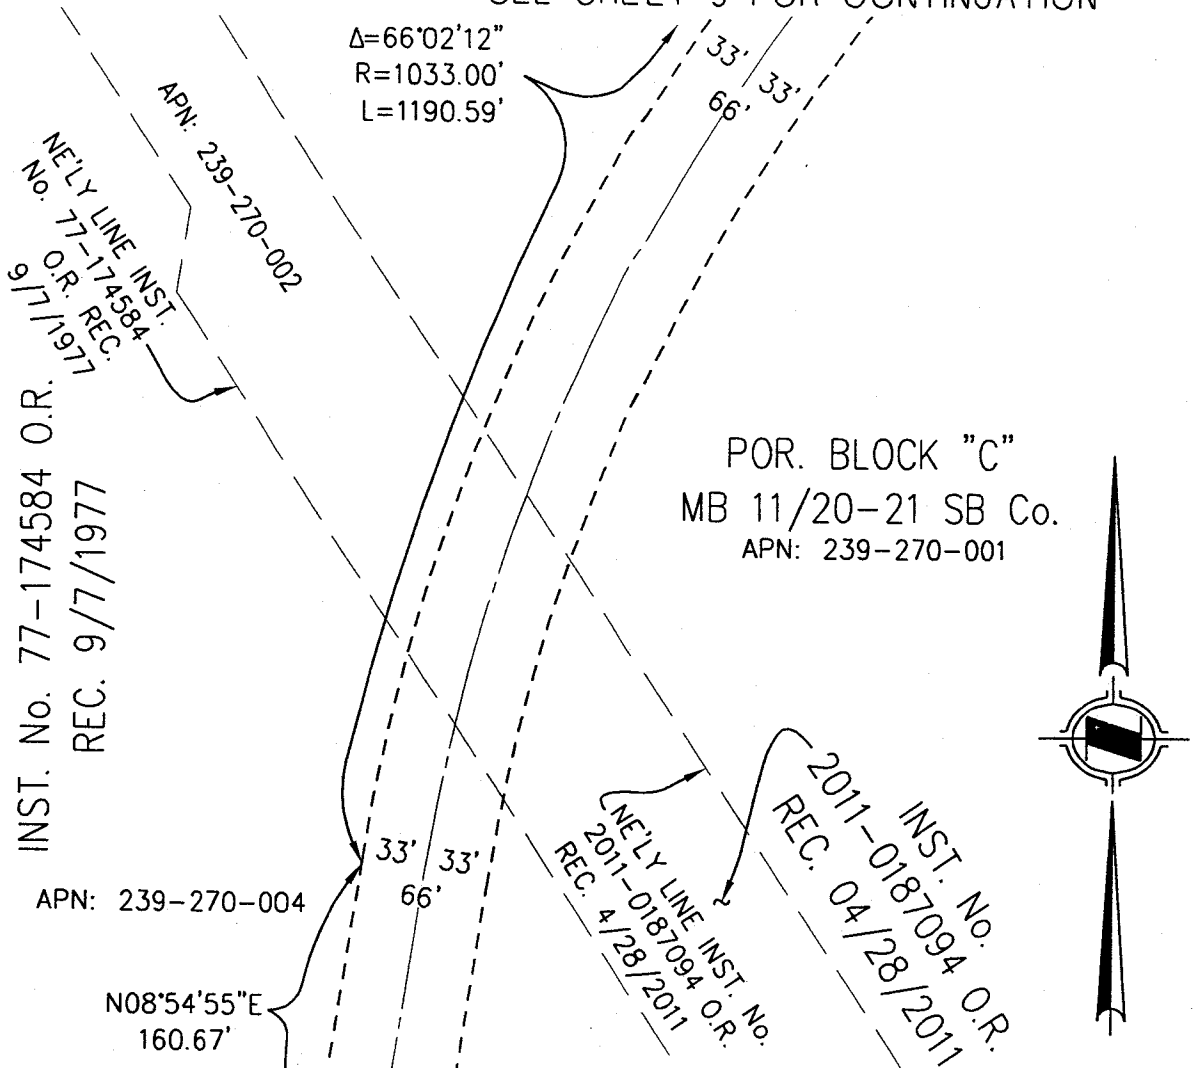 SEE SHEET 3 FOR CONTINUATION
Δ=66°02'12"
R=1033.00'
L=1190.59'
33' 33'
66'
APN: 239-270-002
NE'LY LINE INST.
No. 77-174584
O.R. REC.
9/7/1977
INST. No. 77-174584 O.R.
REC. 9/7/1977
POR. BLOCK "C"
MB 11/20-21 SB Co.
APN: 239-270-001
33' 33'
66'
APN: 239-270-004
N08°54'55"E
160.67'
NE'LY LINE INST. No.
2011-0187094 O.R.
REC. 4/28/2011
INST. No.
2011-0187094 O.R.
REC. 04/28/2011